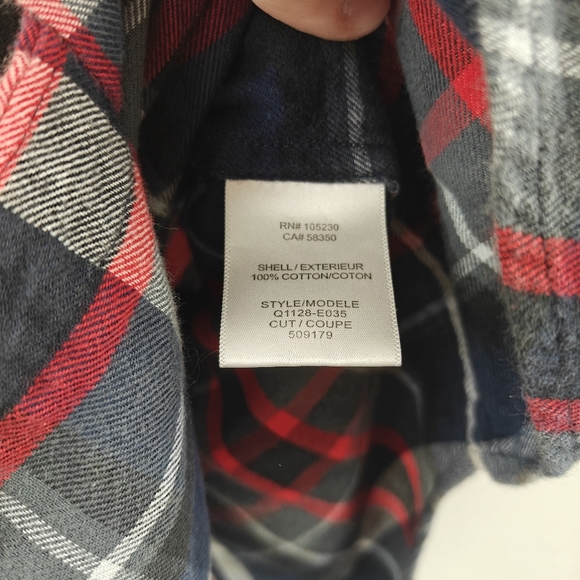 RN# 105230
CA# 58350
SHELL/EXTERIEUR
100% COTTON/COTON
STYLE/MODELE
Q1128-E035
CUT/COUPE
509179